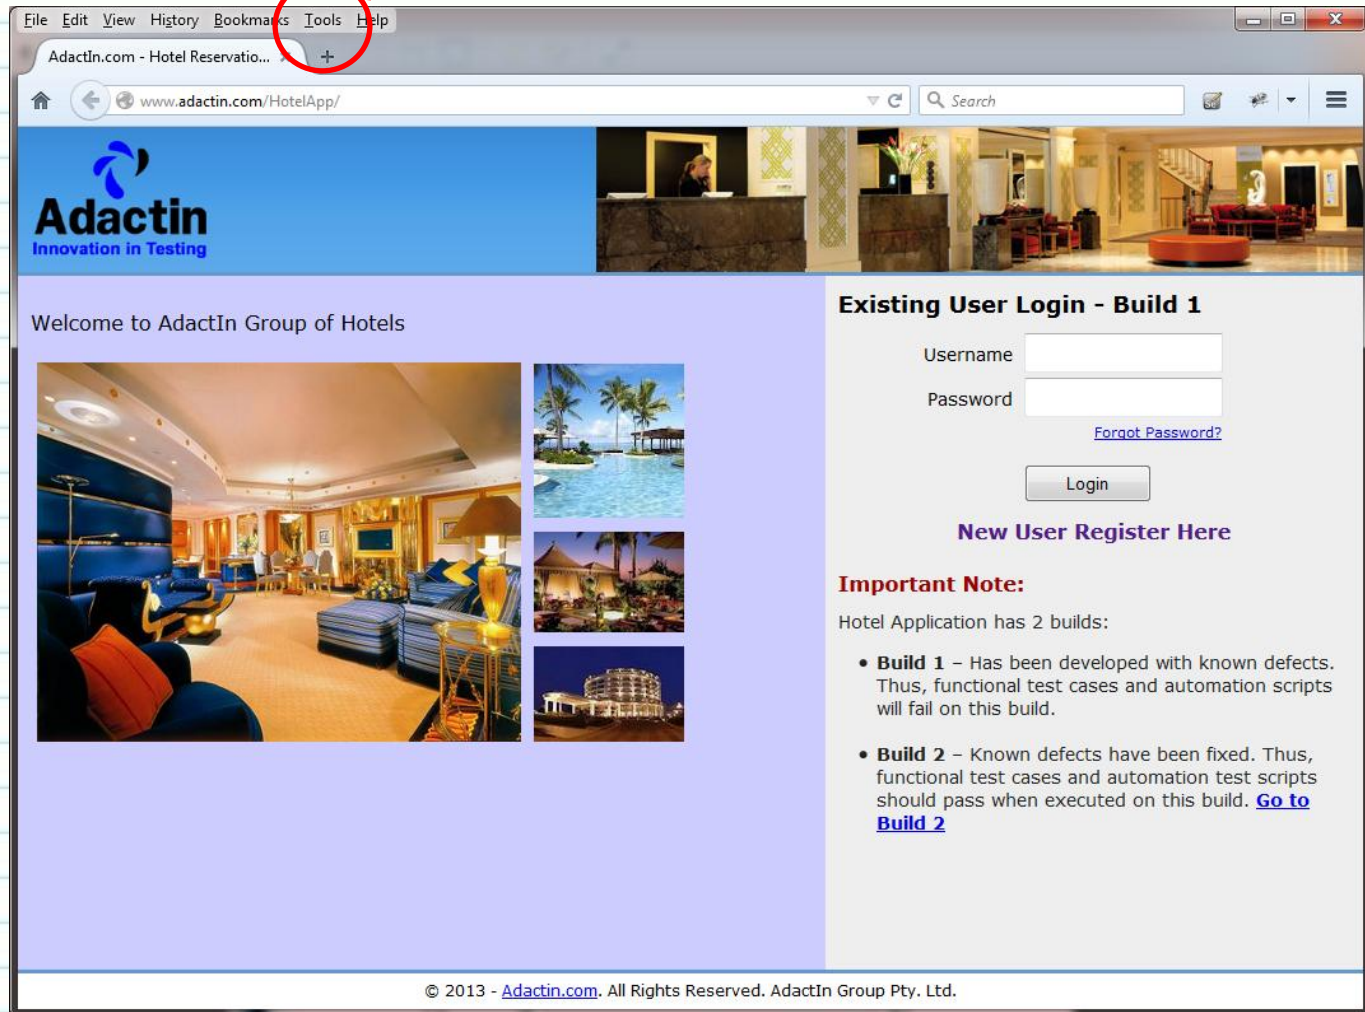 File Edit View History Bookmarks Tools Help
AdactIn.com - Hotel Reservatio...
www.adactin.com/HotelApp/
Search
Adactin
Innovation in Testing
Welcome to AdactIn Group of Hotels
Existing User Login - Build 1
Username
Password
Forgot Password?
Login
New User Register Here
Important Note:
Hotel Application has 2 builds:
• Build 1 – Has been developed with known defects.
Thus, functional test cases and automation scripts
will fail on this build.
• Build 2 – Known defects have been fixed. Thus,
functional test cases and automation test scripts
should pass when executed on this build. Go to
Build 2
© 2013 - Adactin.com. All Rights Reserved. AdactIn Group Pty. Ltd.